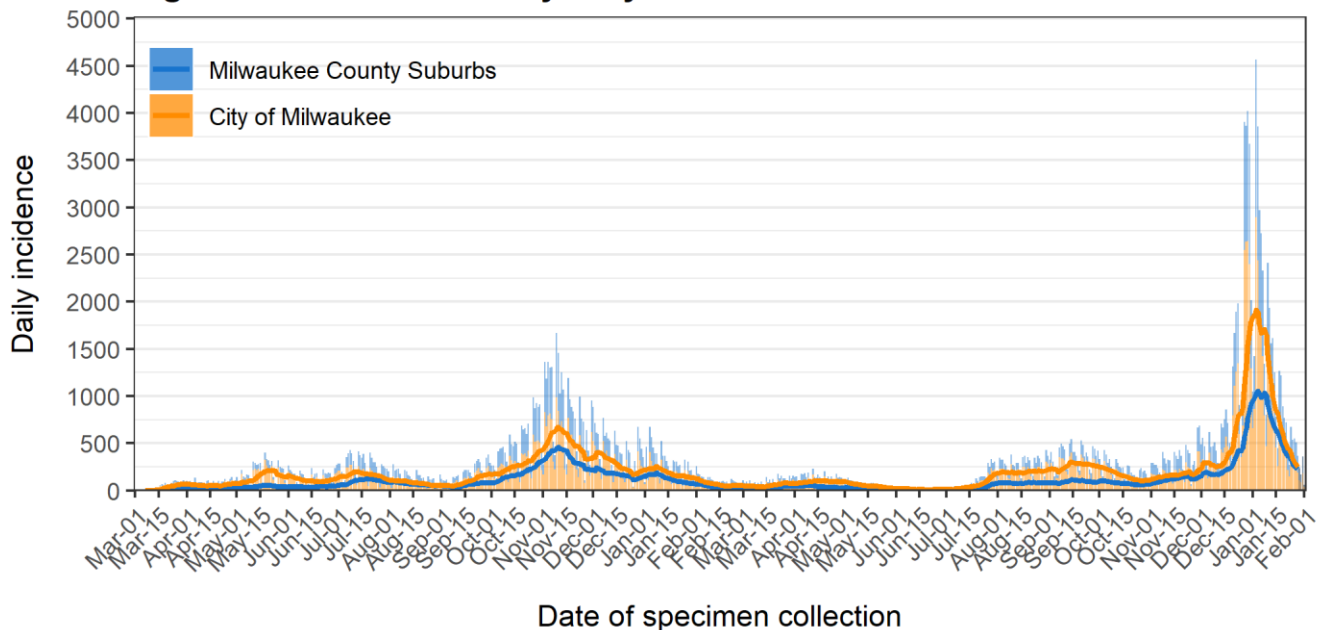 5000
Milwaukee County Suburbs
4500
City of Milwaukee
4000
3500
3000
2500
2000
1500
1000
500
0
Daily incidence
Mar-01
Mar-15
Apr-01
Apr-15
May-01
May-15
Jun-01
Jun-15
Jul-01
Jul-15
Aug-01
Aug-15
Sep-01
Sep-15
Oct-01
Oct-15
Nov-01
Nov-15
Dec-01
Dec-15
Jan-01
Jan-15
Feb-01
Feb-15
Mar-01
Mar-15
Apr-01
Apr-15
May-01
May-15
Jun-01
Jun-15
Jul-01
Jul-15
Aug-01
Aug-15
Sep-01
Sep-15
Oct-01
Oct-15
Nov-01
Nov-15
Dec-01
Dec-15
Jan-01
Jan-15
Feb-01
Date of specimen collection